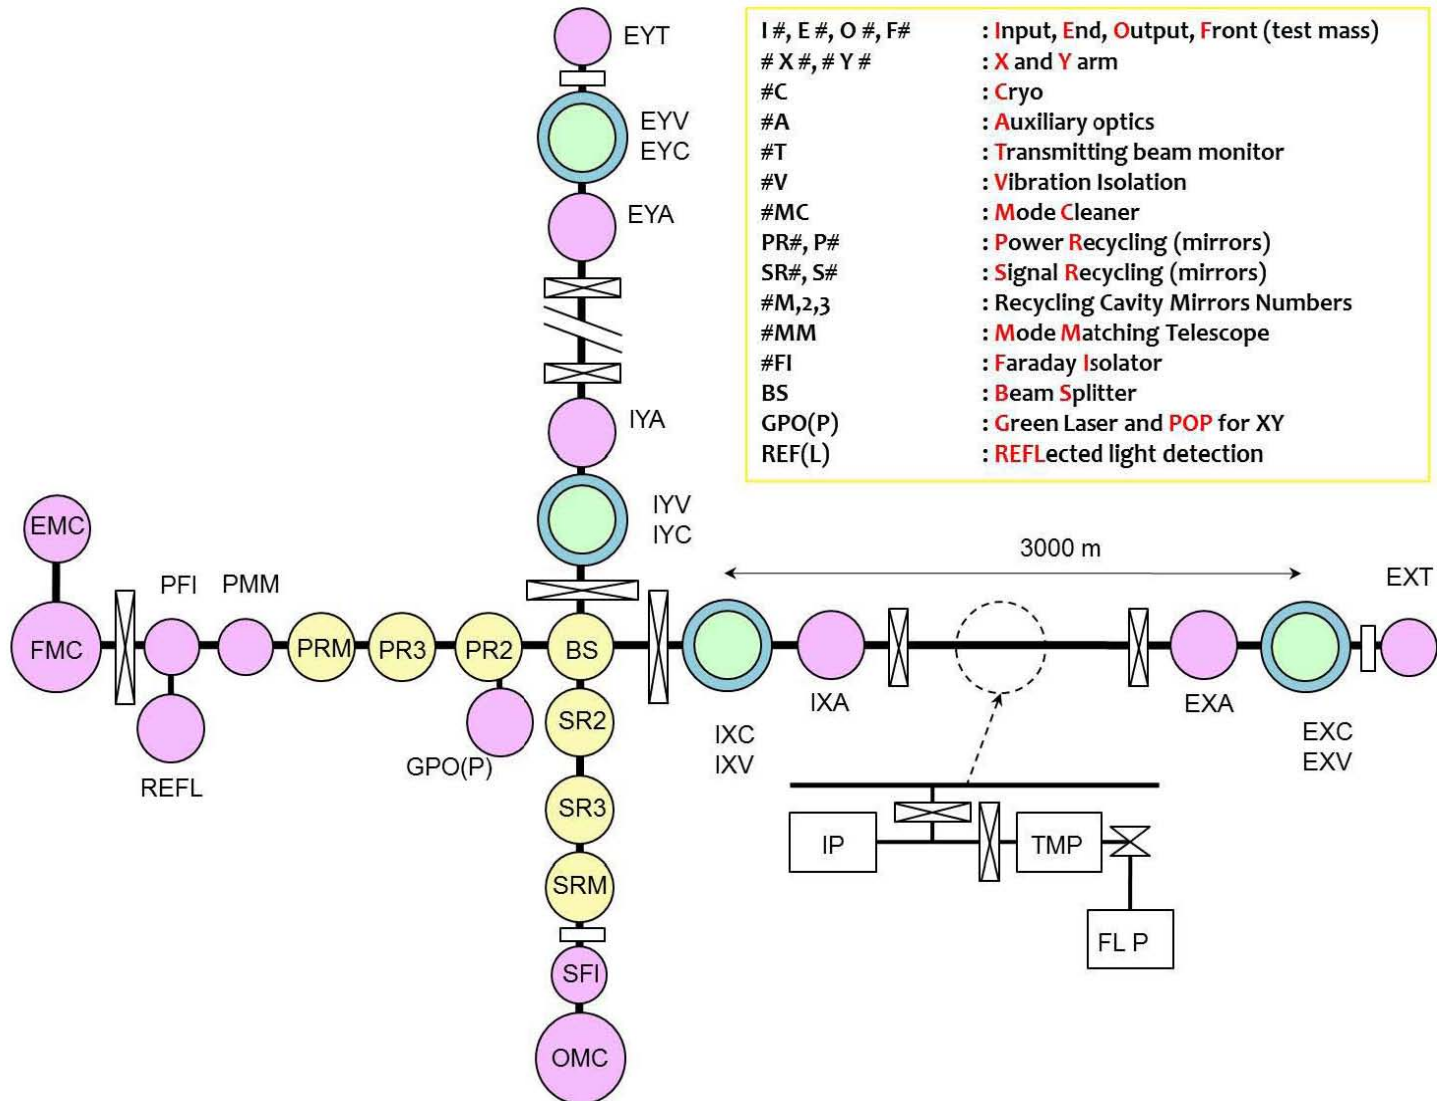 EYT
EYV
EYC
EYA
IYA
IYV
IYC
I #, E #, O #, F# : Input, End, Output, Front (test mass)
# X #, # Y # : X and Y arm
#C : Cryo
#A : Auxiliary optics
#T : Transmitting beam monitor
#V : Vibration Isolation
#MC : Mode Cleaner
PR#, P# : Power Recycling (mirrors)
SR#, S# : Signal Recycling (mirrors)
#M,2,3 : Recycling Cavity Mirrors Numbers
#MM : Mode Matching Telescope
#FI : Faraday Isolator
BS : Beam Splitter
GPO(P) : Green Laser and POP for XY
REF(L) : REFLected light detection
EMC
FMC
PFI
PMM
PRM
PR3
PR2
BS
REFL
GPO(P)
SR2
SR3
SRM
SFI
OMC
3000 m
EXT
IXA
EXA
IXC
IXV
EXC
EXV
IP
TMP
FL P